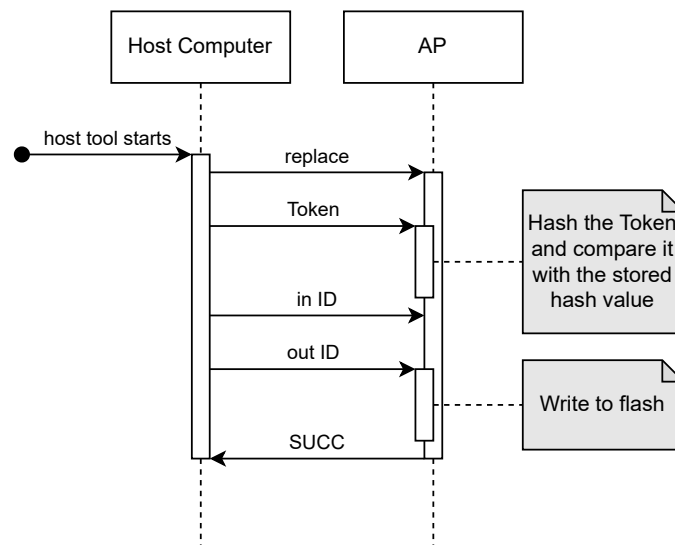 Host Computer
AP
host tool starts
replace
Token
Hash the Token
and compare it
with the stored
hash value
in ID
out ID
Write to flash
SUCC